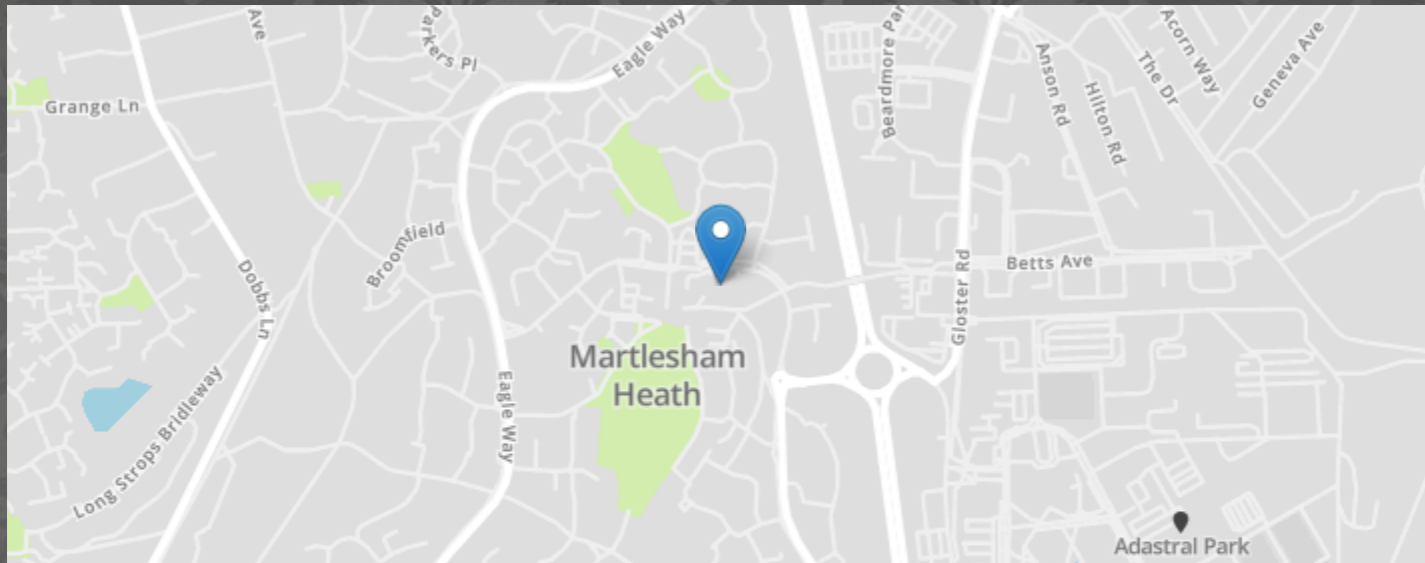 Ave
Parkers Pl
Eagle Way
Beardmore Par
Anson Rd
Hilton Rd
The Dr
Acorn Way
Geneva Ave
Grange Ln
Broomfield
Dobbs Ln
Gloster Rd
Betts Ave
Martlesham
Heath
Eagle Way
Long Strops Bridleway
Adastral Park